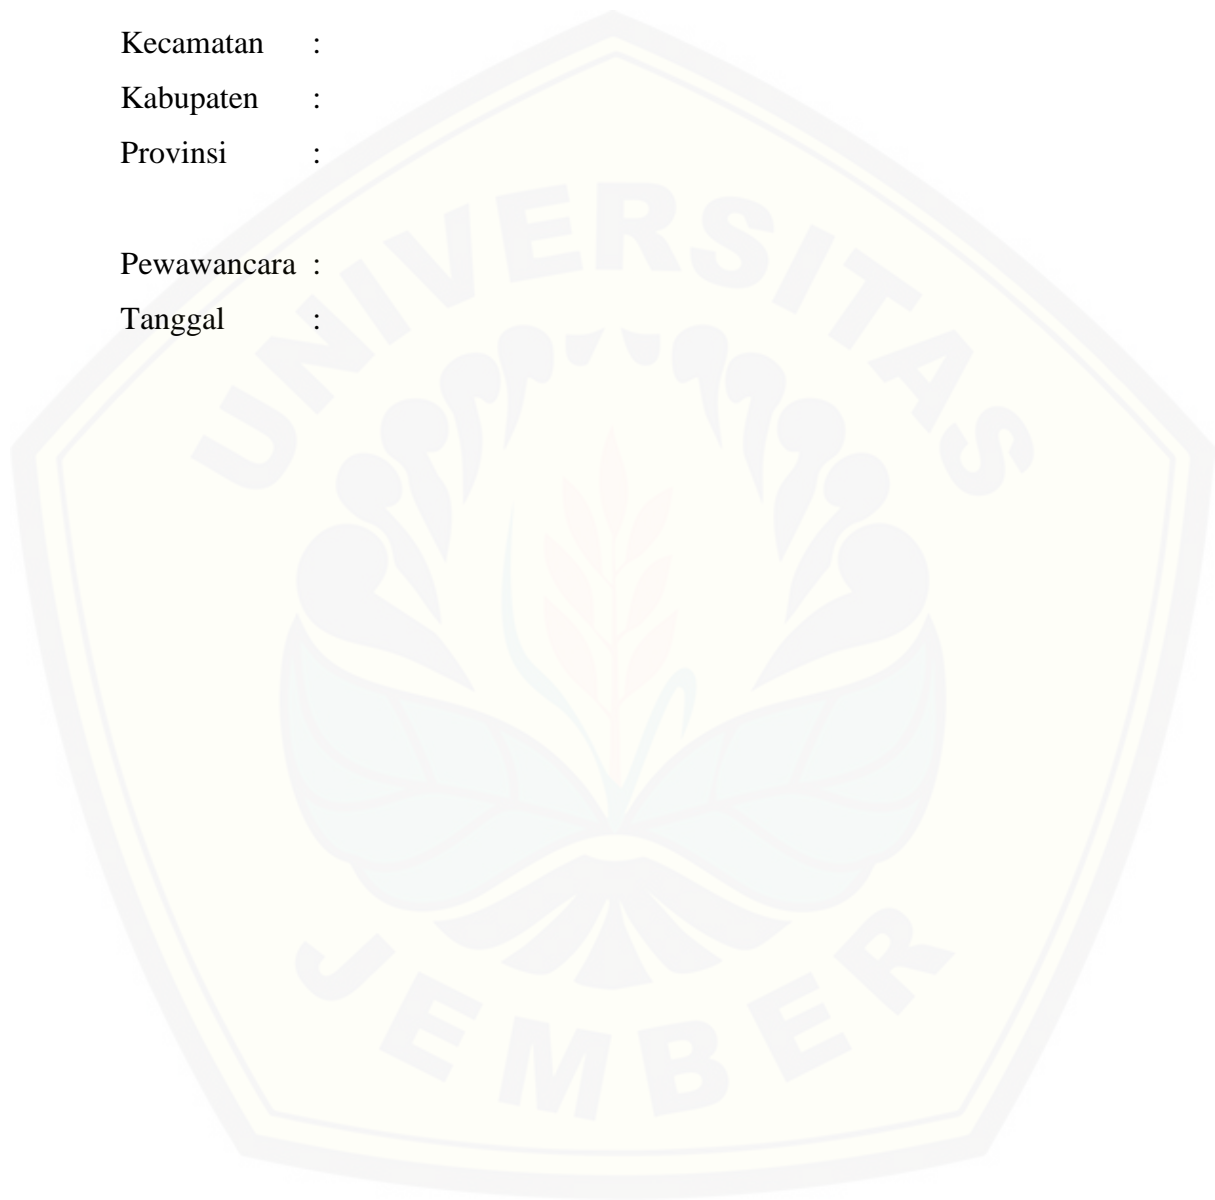 Kecamatan :
Kabupaten :
Provinsi :
Pewawancara :
Tanggal :
UNIVERSITAS
JEMBER